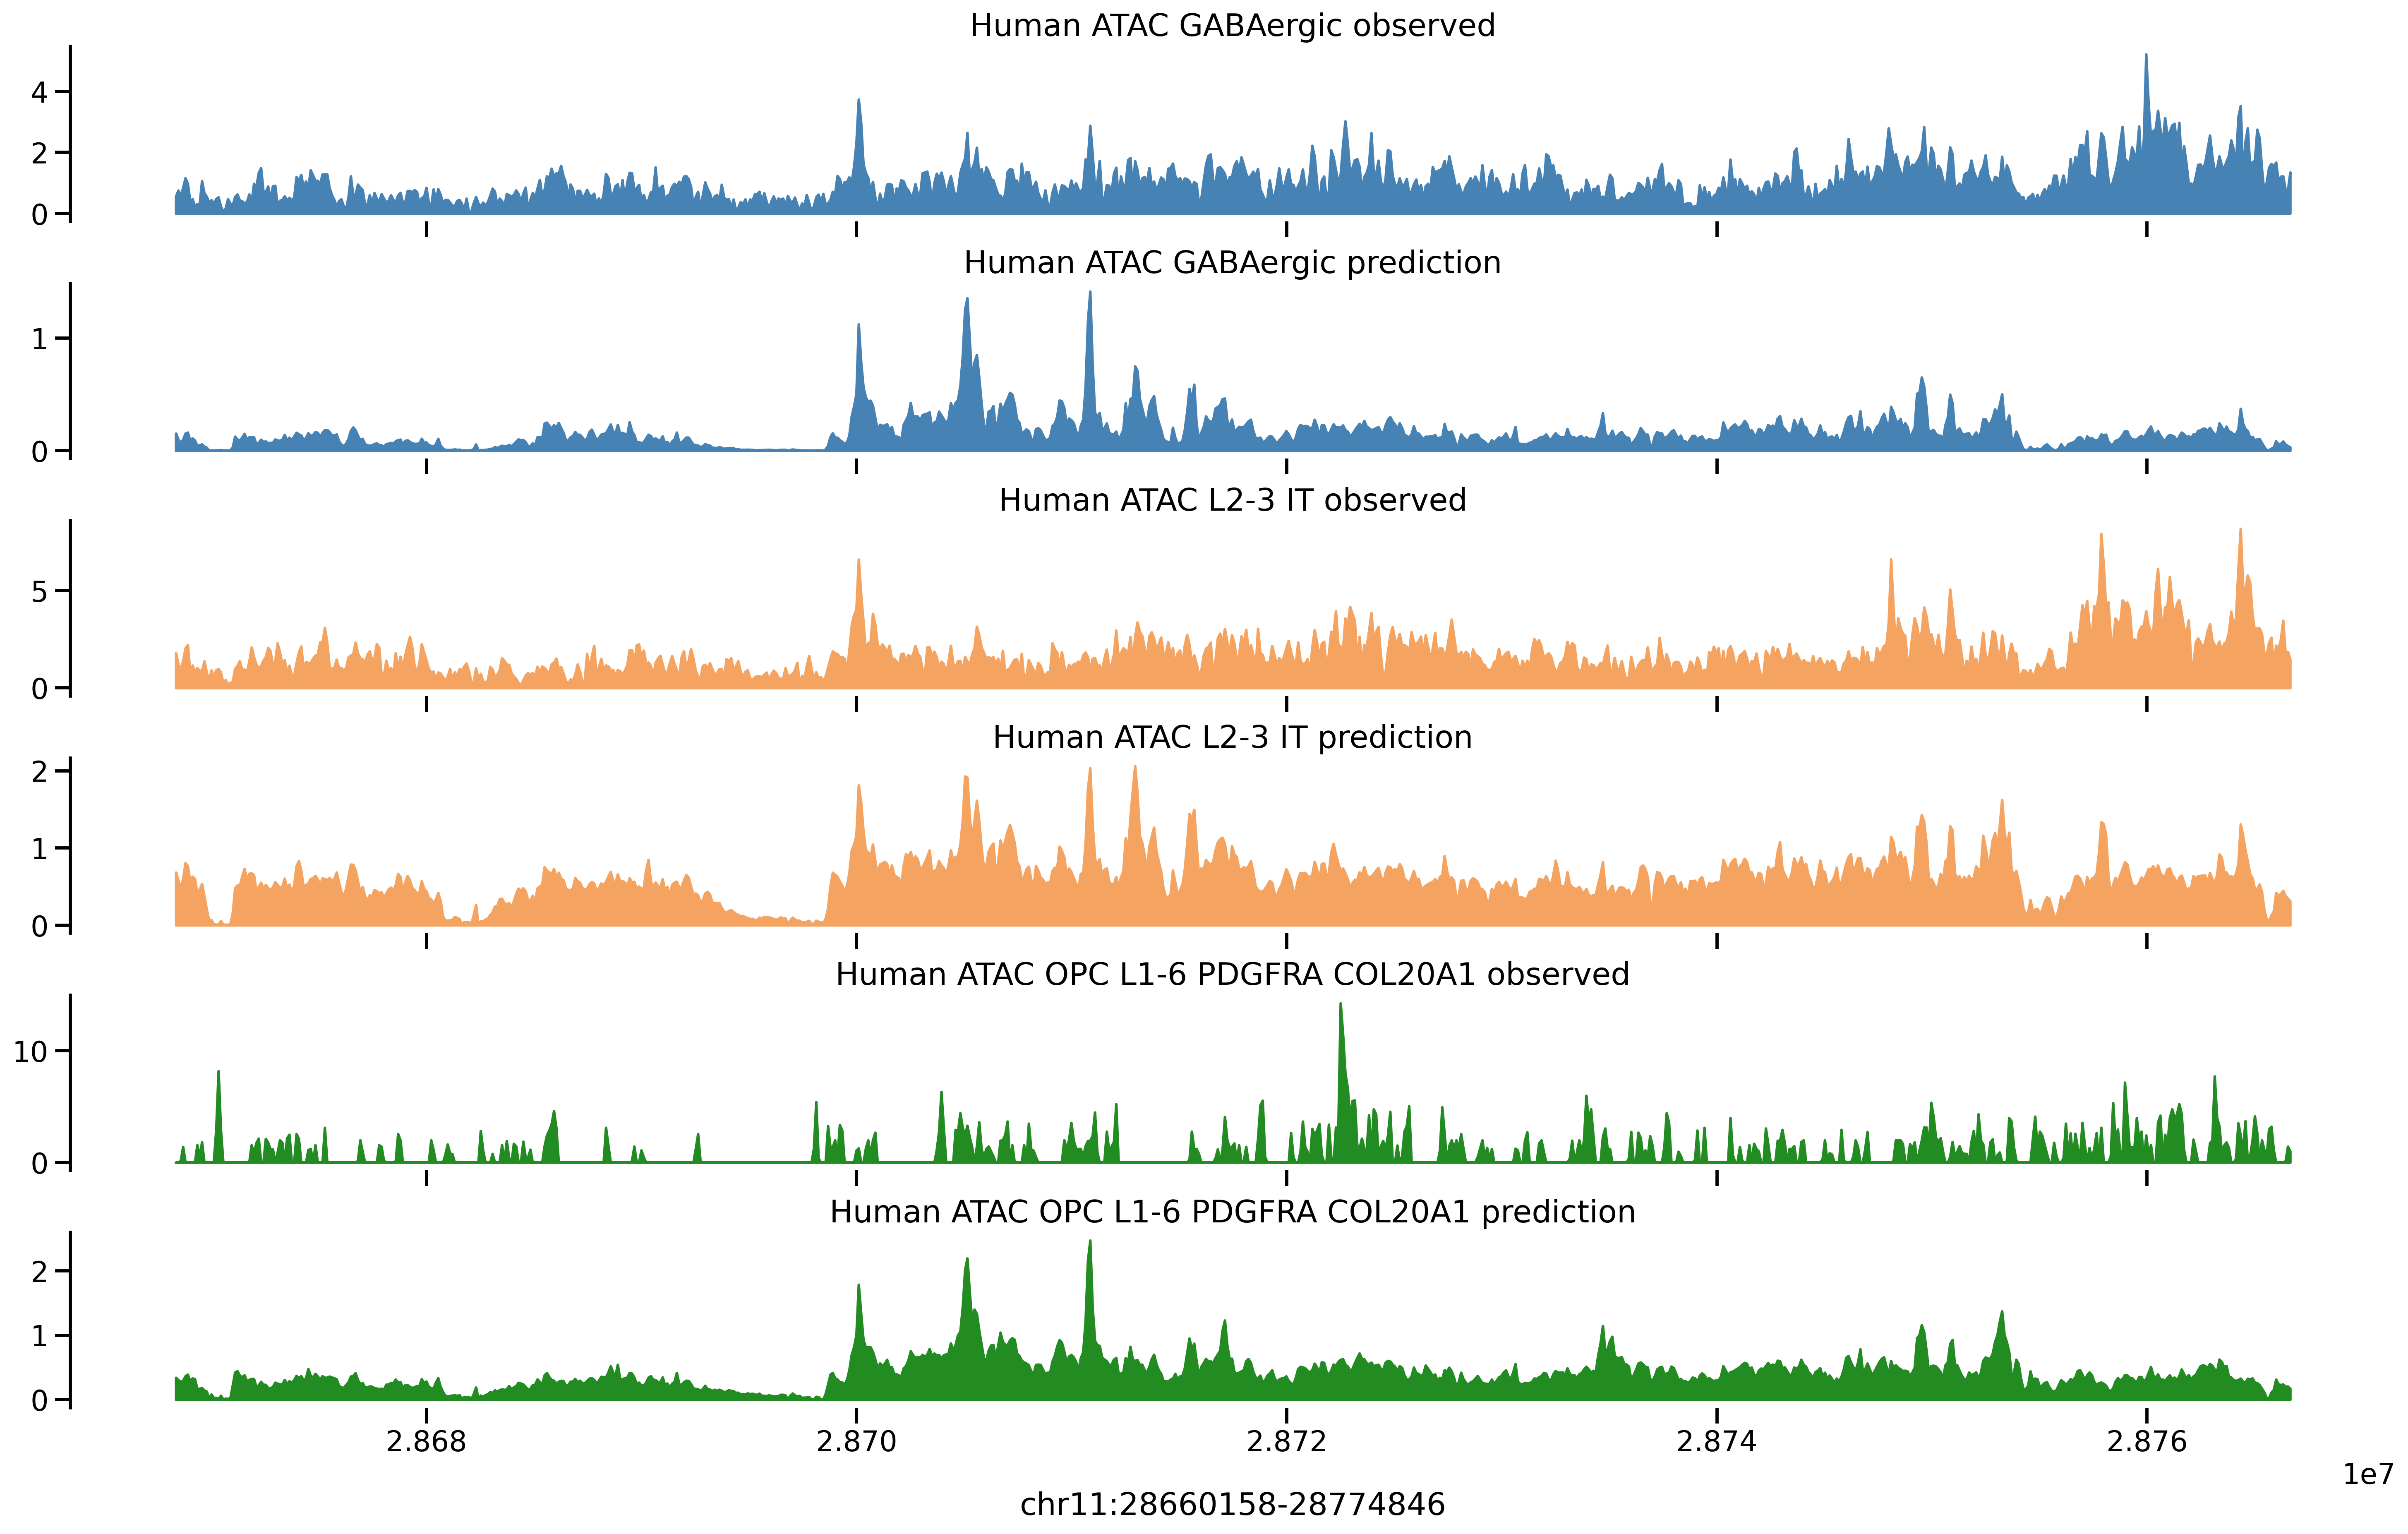 Human ATAC GABAergic observed
4
2
0
Human ATAC GABAergic prediction
1
0
Human ATAC L2-3 IT observed
5
0
Human ATAC L2-3 IT prediction
2
1
0
Human ATAC OPC L1-6 PDGFRA COL20A1 observed
10
0
Human ATAC OPC L1-6 PDGFRA COL20A1 prediction
2
1
0
2.868 2.870 2.872 2.874 2.876
1e7
chr11:28660158-28774846